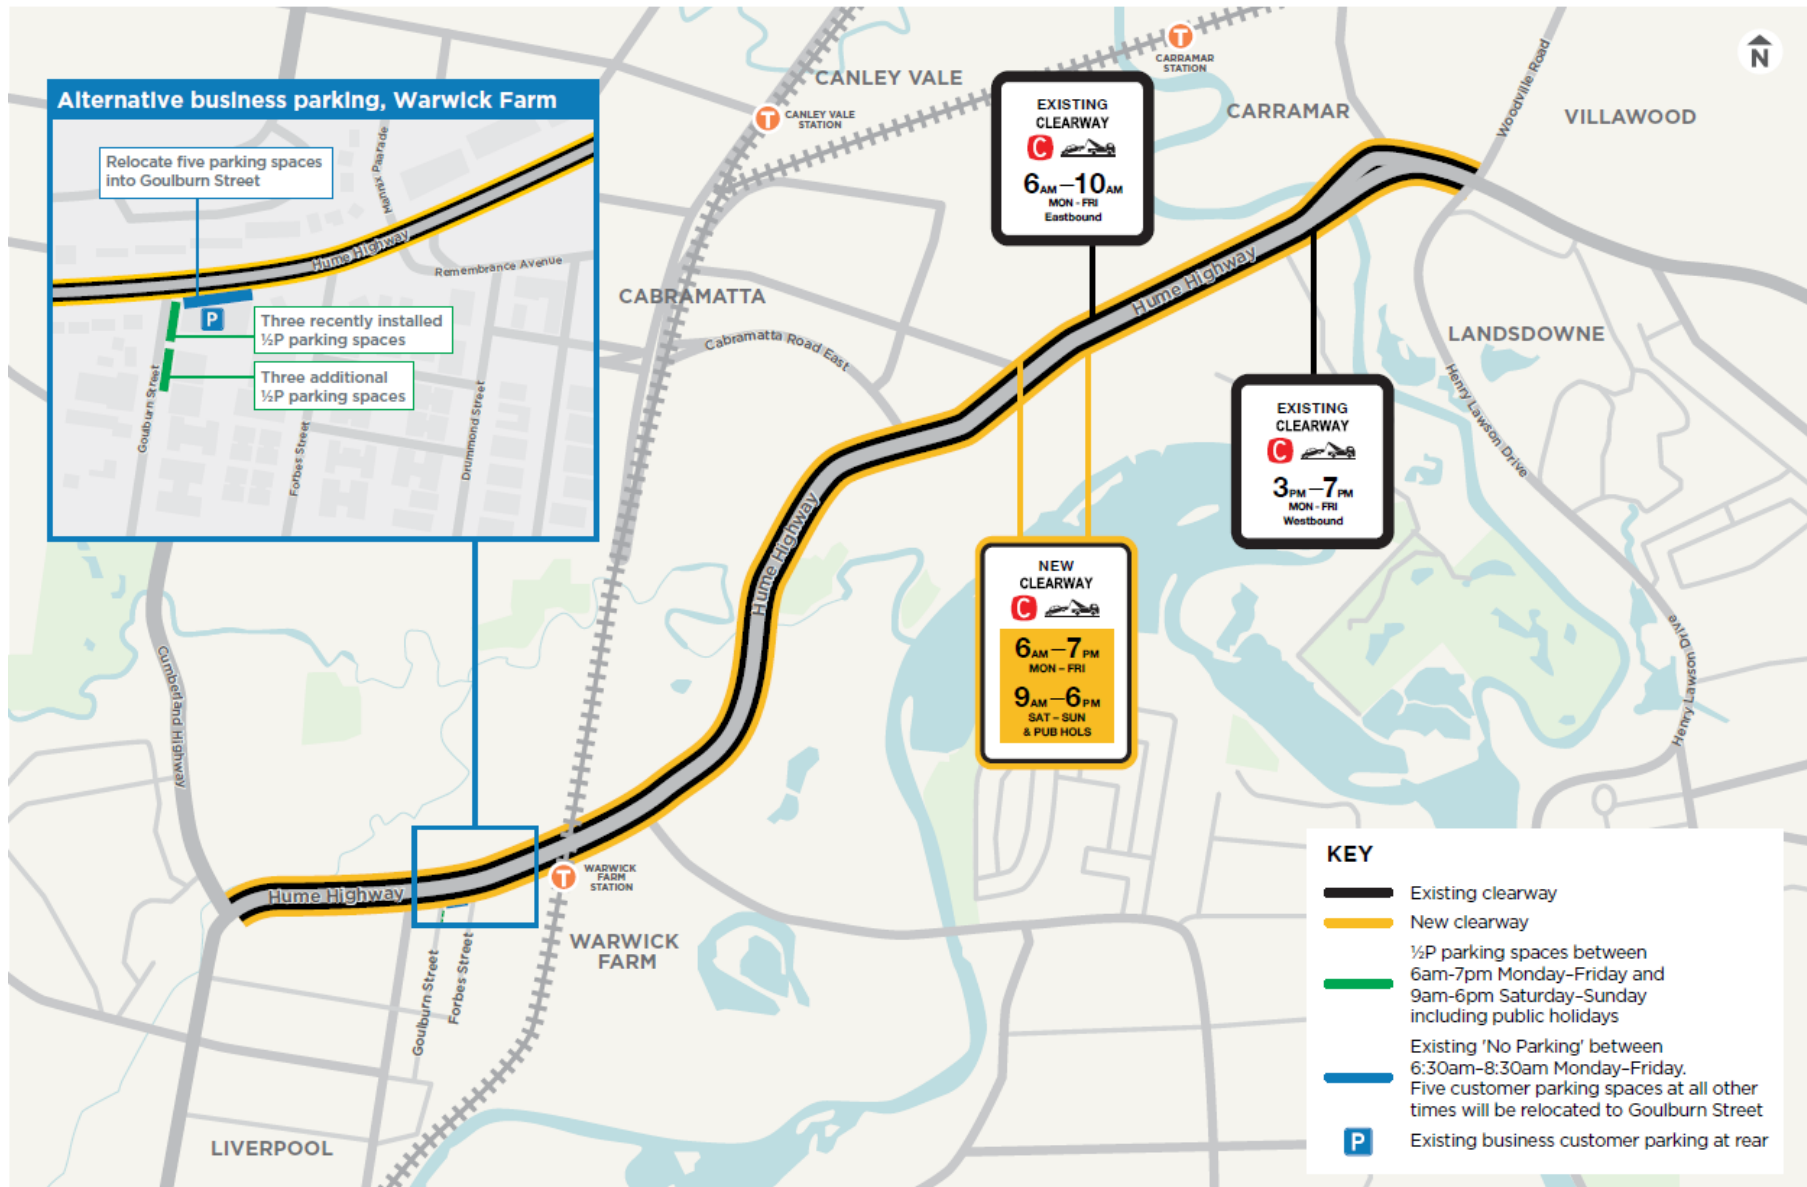 Alternative business parking, Warwick Farm
Relocate five parking spaces
into Goulburn Street
Manrix Paarade
Hume Highway
Remembrance Avenue
P
Three recently installed
½P parking spaces
Three additional
½P parking spaces
Goulburn Street
Forbes Street
Drummond Street
CANLEY VALE
T
CANLEY VALE
STATION
T
CARRAMAR
STATION
CARRAMAR
Woodville Road
VILLAWOOD
N
EXISTING
CLEARWAY
C
6AM–10AM
MON - FRI
Eastbound
CABRAMATTA
Cabramatta Road East
Hume Highway
LANDSDOWNE
Henry Lawson Drive
EXISTING
CLEARWAY
C
3PM–7PM
MON - FRI
Westbound
Hume Highway
NEW
CLEARWAY
C
6AM–7PM
MON – FRI
9AM–6PM
SAT – SUN
& PUB HOLS
Henry Lawson Drive
Henry Lawson Drive
Cumberland Highway
Hume Highway
T
WARWICK
FARM
STATION
WARWICK
FARM
Goulburn Street
Forbes Street
LIVERPOOL
KEY
Existing clearway
New clearway
½P parking spaces between
6am-7pm Monday–Friday and
9am-6pm Saturday–Sunday
including public holidays
Existing 'No Parking' between
6:30am–8:30am Monday–Friday.
Five customer parking spaces at all other
times will be relocated to Goulburn Street
P
Existing business customer parking at rear